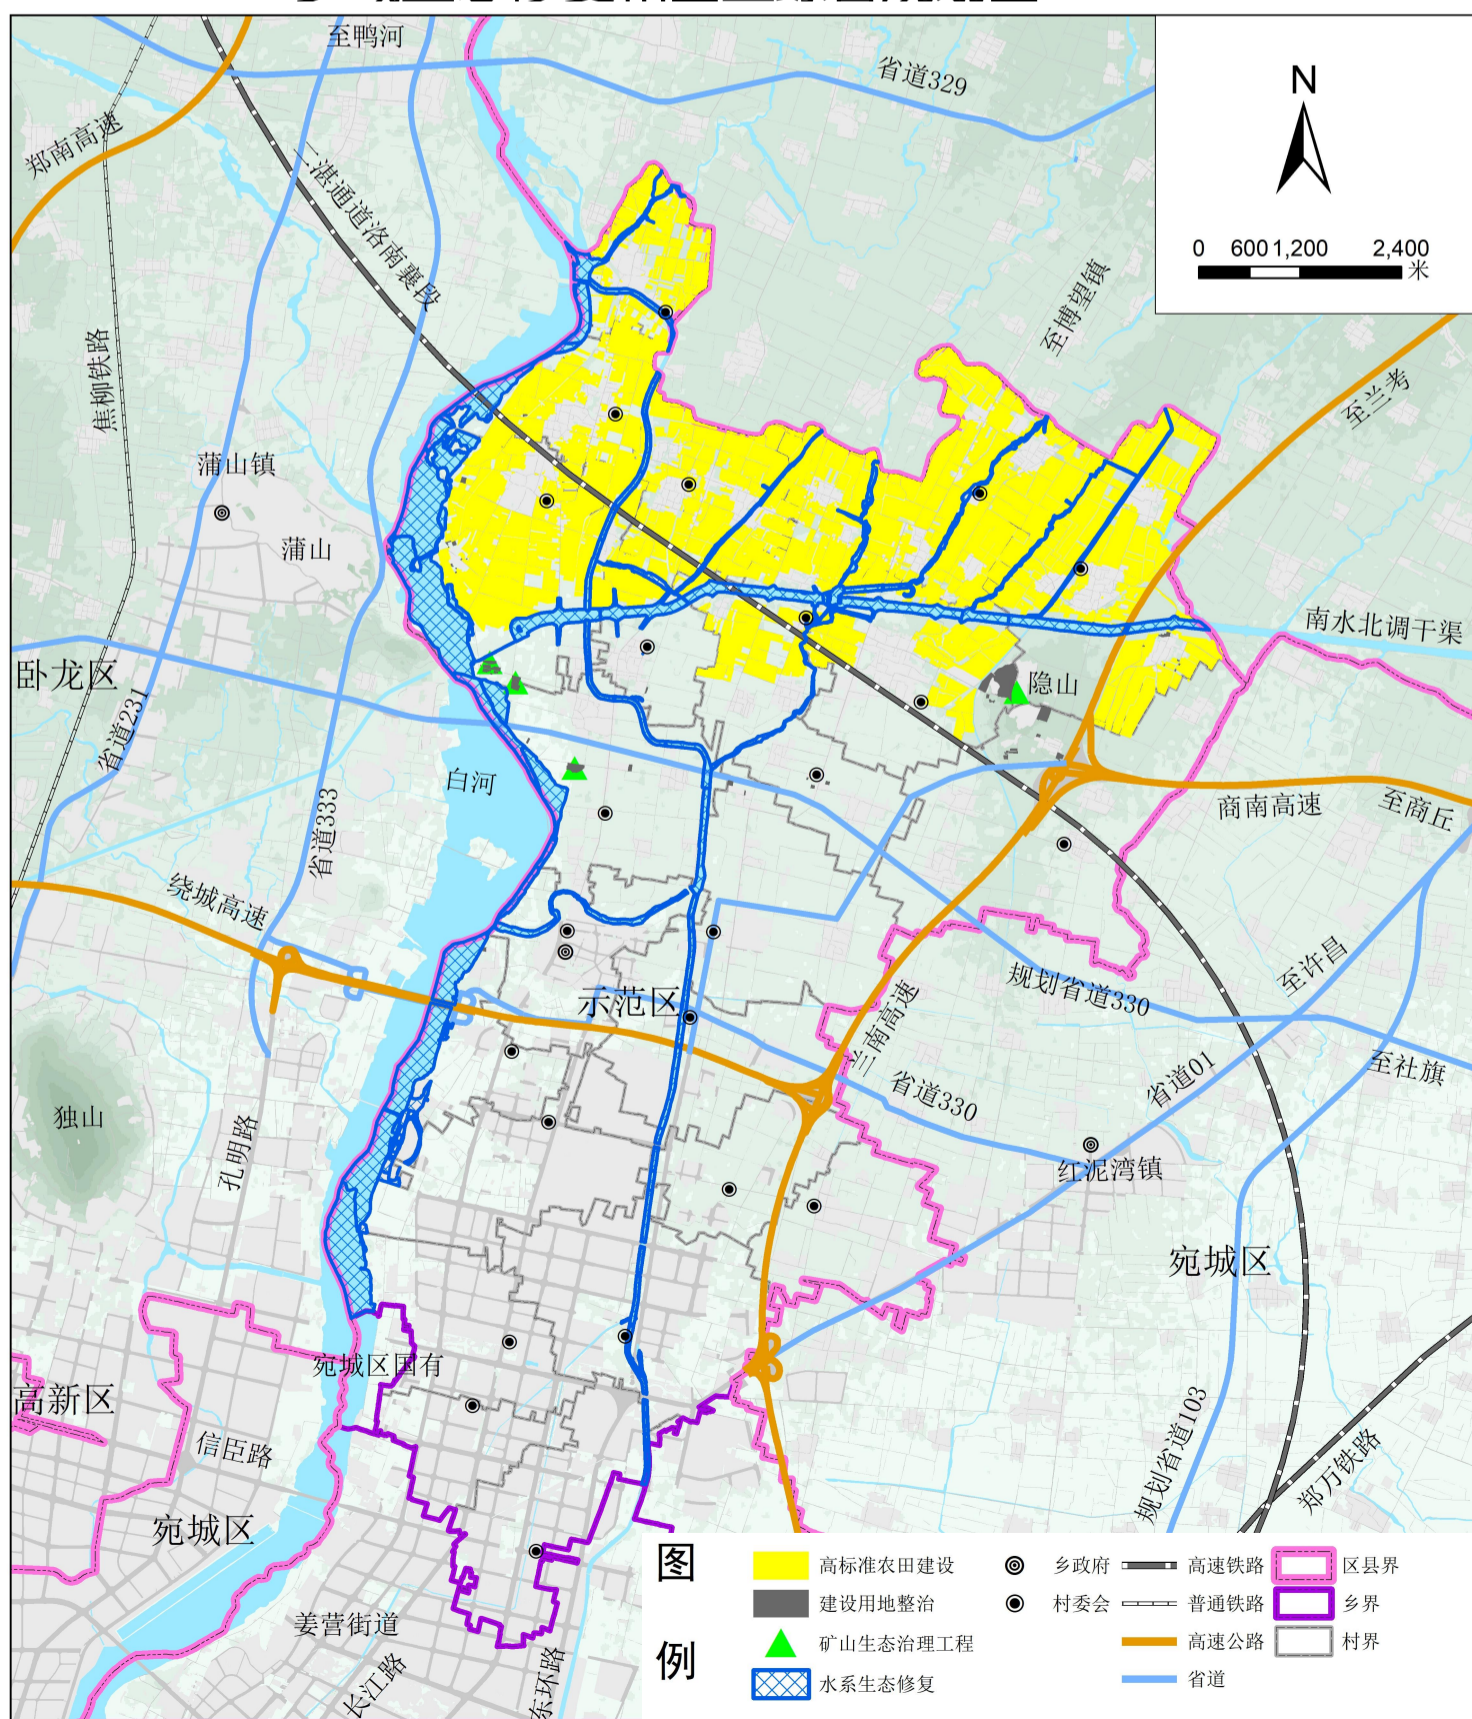 至鸭河
省道329
N
郑南高速
二湛通道洛南襄段
0 600 1,200 2,400
米
至博望镇
焦柳铁路
至兰考
蒲山镇
蒲山
南水北调干渠
卧龙区
隐山
省道231
白河
省道333
商南高速
至商丘
绕城高速
示范区
规划省道330
至许昌
兰南高速
省道330
省道01
至社旗
独山
孔明路
红泥湾镇
宛城区
宛城区国有
高新区
信臣路
规划省道103
郑万铁路
宛城区
姜营街道
长江路
东环路
图例
高标准农田建设
建设用地整治
矿山生态治理工程
水系生态修复
乡政府
村委会
高速铁路
普通铁路
高速公路
省道
区县界
乡界
村界